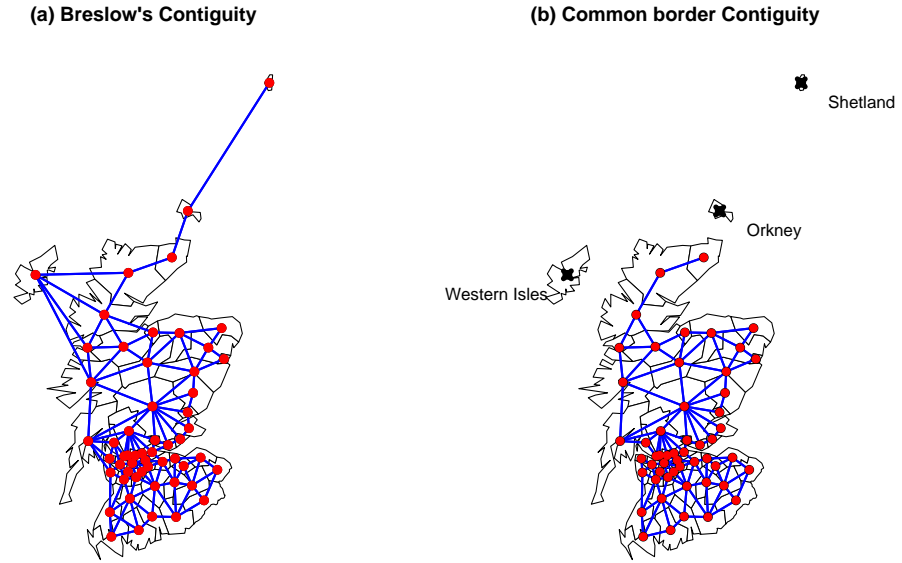 (a) Breslow's Contiguity
(b) Common border Contiguity
Shetland
Orkney
Western Isles